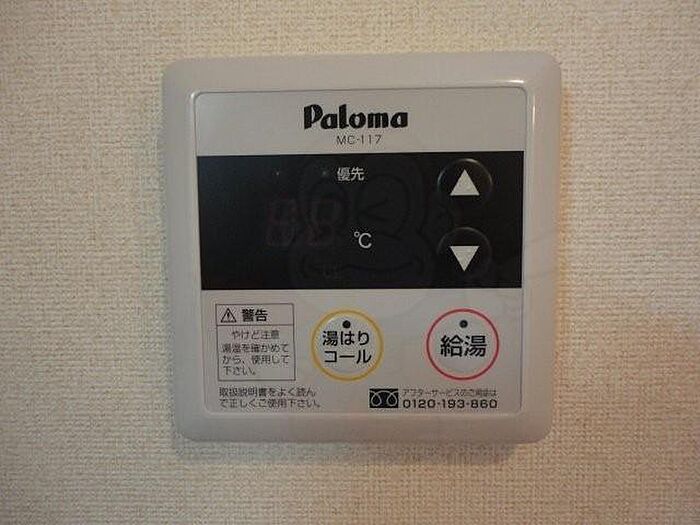 Paloma
MC-117
優先
℃
警告
やけど注意
湯温を確かめて
から、使用して
下さい。
取扱説明書をよく読ん
で正しくご使用下さい。
湯はり
コール
給湯
アフターサービスのご用命は
0120-193-860